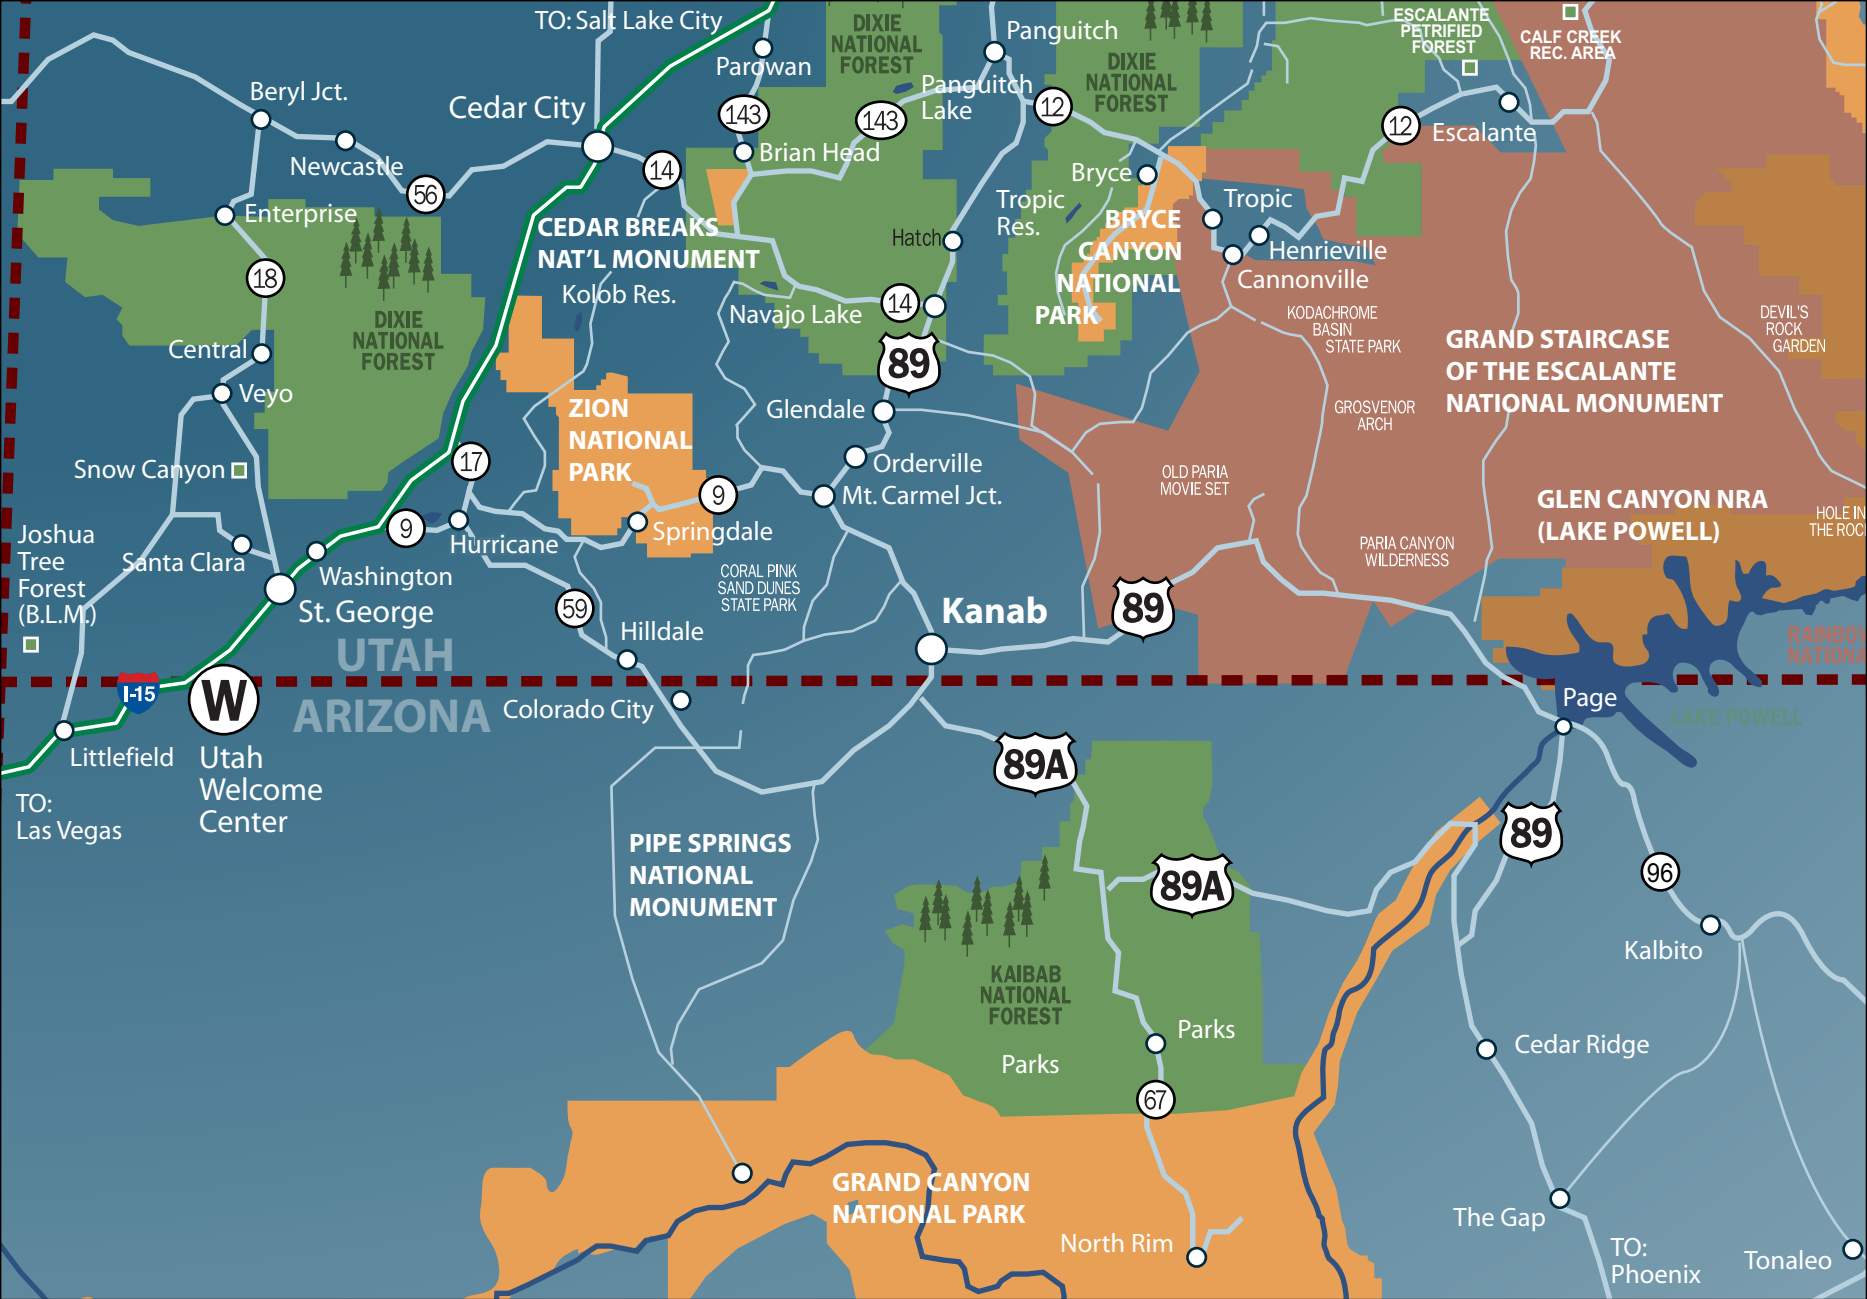 TO: Salt Lake City
DIXIE
NATIONAL
FOREST
Parowan
Panguitch
DIXIE
NATIONAL
FOREST
ESCALANTE
PETRIFIED
FOREST
CALF CREEK
REC. AREA
Panguitch
Lake
Beryl Jct.
Cedar City
143
143
12
12
Escalante
Newcastle
56
14
Brian Head
Bryce
Enterprise
CEDAR BREAKS
NAT'L MONUMENT
Kolob Res.
Hatch
Tropic
Res.
BRYCE
CANYON
NATIONAL
PARK
Tropic
Henrieville
Cannonville
18
DIXIE
NATIONAL
FOREST
Navajo Lake
14
89
KODACHROME
BASIN
STATE PARK
GRAND STAIRCASE
OF THE ESCALANTE
NATIONAL MONUMENT
DEVIL'S
ROCK
GARDEN
Central
Veyo
ZION
NATIONAL
PARK
Glendale
GROSVENOR
ARCH
Snow Canyon
17
Orderville
Mt. Carmel Jct.
OLD PARIA
MOVIE SET
GLEN CANYON NRA
(LAKE POWELL)
HOLE IN
THE ROC
Joshua
Tree
Forest
(B.L.M.)
9
9
Springdale
Hurricane
Santa Clara
Washington
St. George
CORAL PINK
SAND DUNES
STATE PARK
PARIA CANYON
WILDERNESS
59
Kanab
89
Hilldale
RAINBOW
NATIONA
UTAH
ARIZONA
I-15
W
Utah
Welcome
Center
Colorado City
Page
LAKE POWELL
Littlefield
TO:
Las Vegas
89A
PIPE SPRINGS
NATIONAL
MONUMENT
89A
89
96
Kalbito
KAIBAB
NATIONAL
FOREST
Parks
Parks
Cedar Ridge
67
GRAND CANYON
NATIONAL PARK
North Rim
The Gap
TO:
Phoenix
Tonaleo